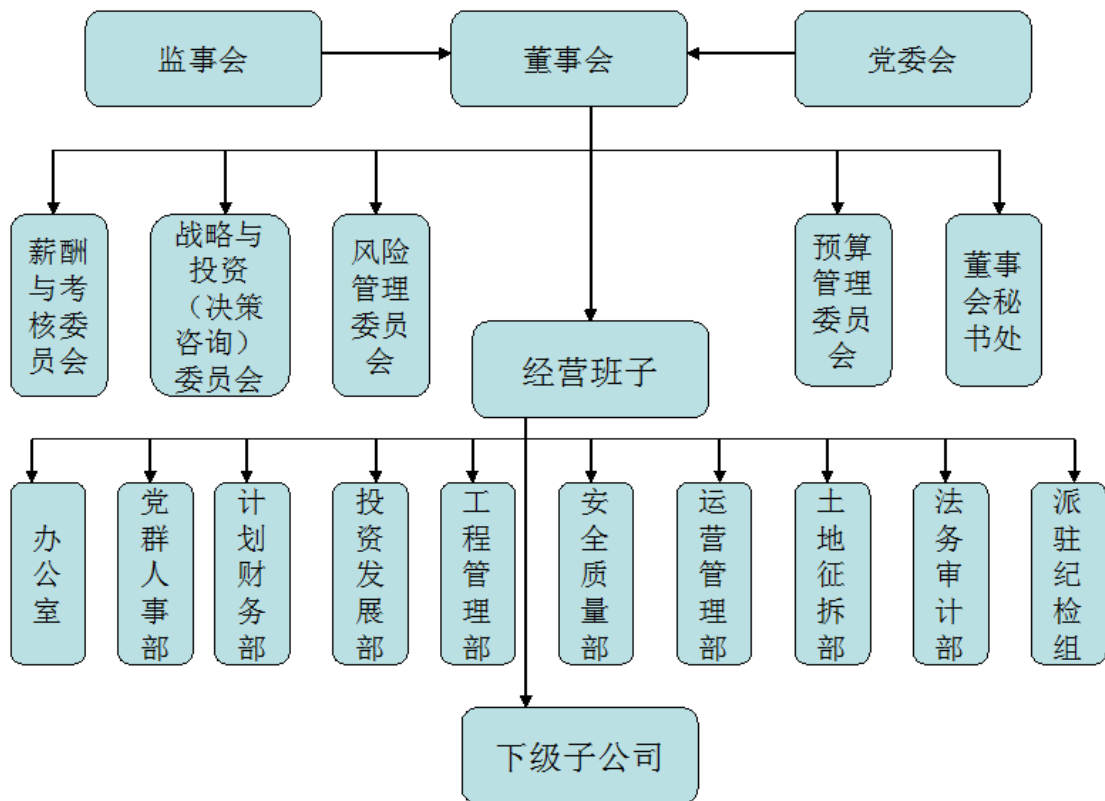 监事会
董事会
党委会
薪酬
与考
核委
员会
战略与
投资
（决策
咨询）
委员会
风险
管理
委员
会
预算
管理
委员
会
董事
会秘
书处
经营班子
办公室
党群人事部
计划财务部
投资发展部
工程管理部
安全质量部
运营管理部
土地征拆部
法务审计部
派驻纪检组
下级子公司